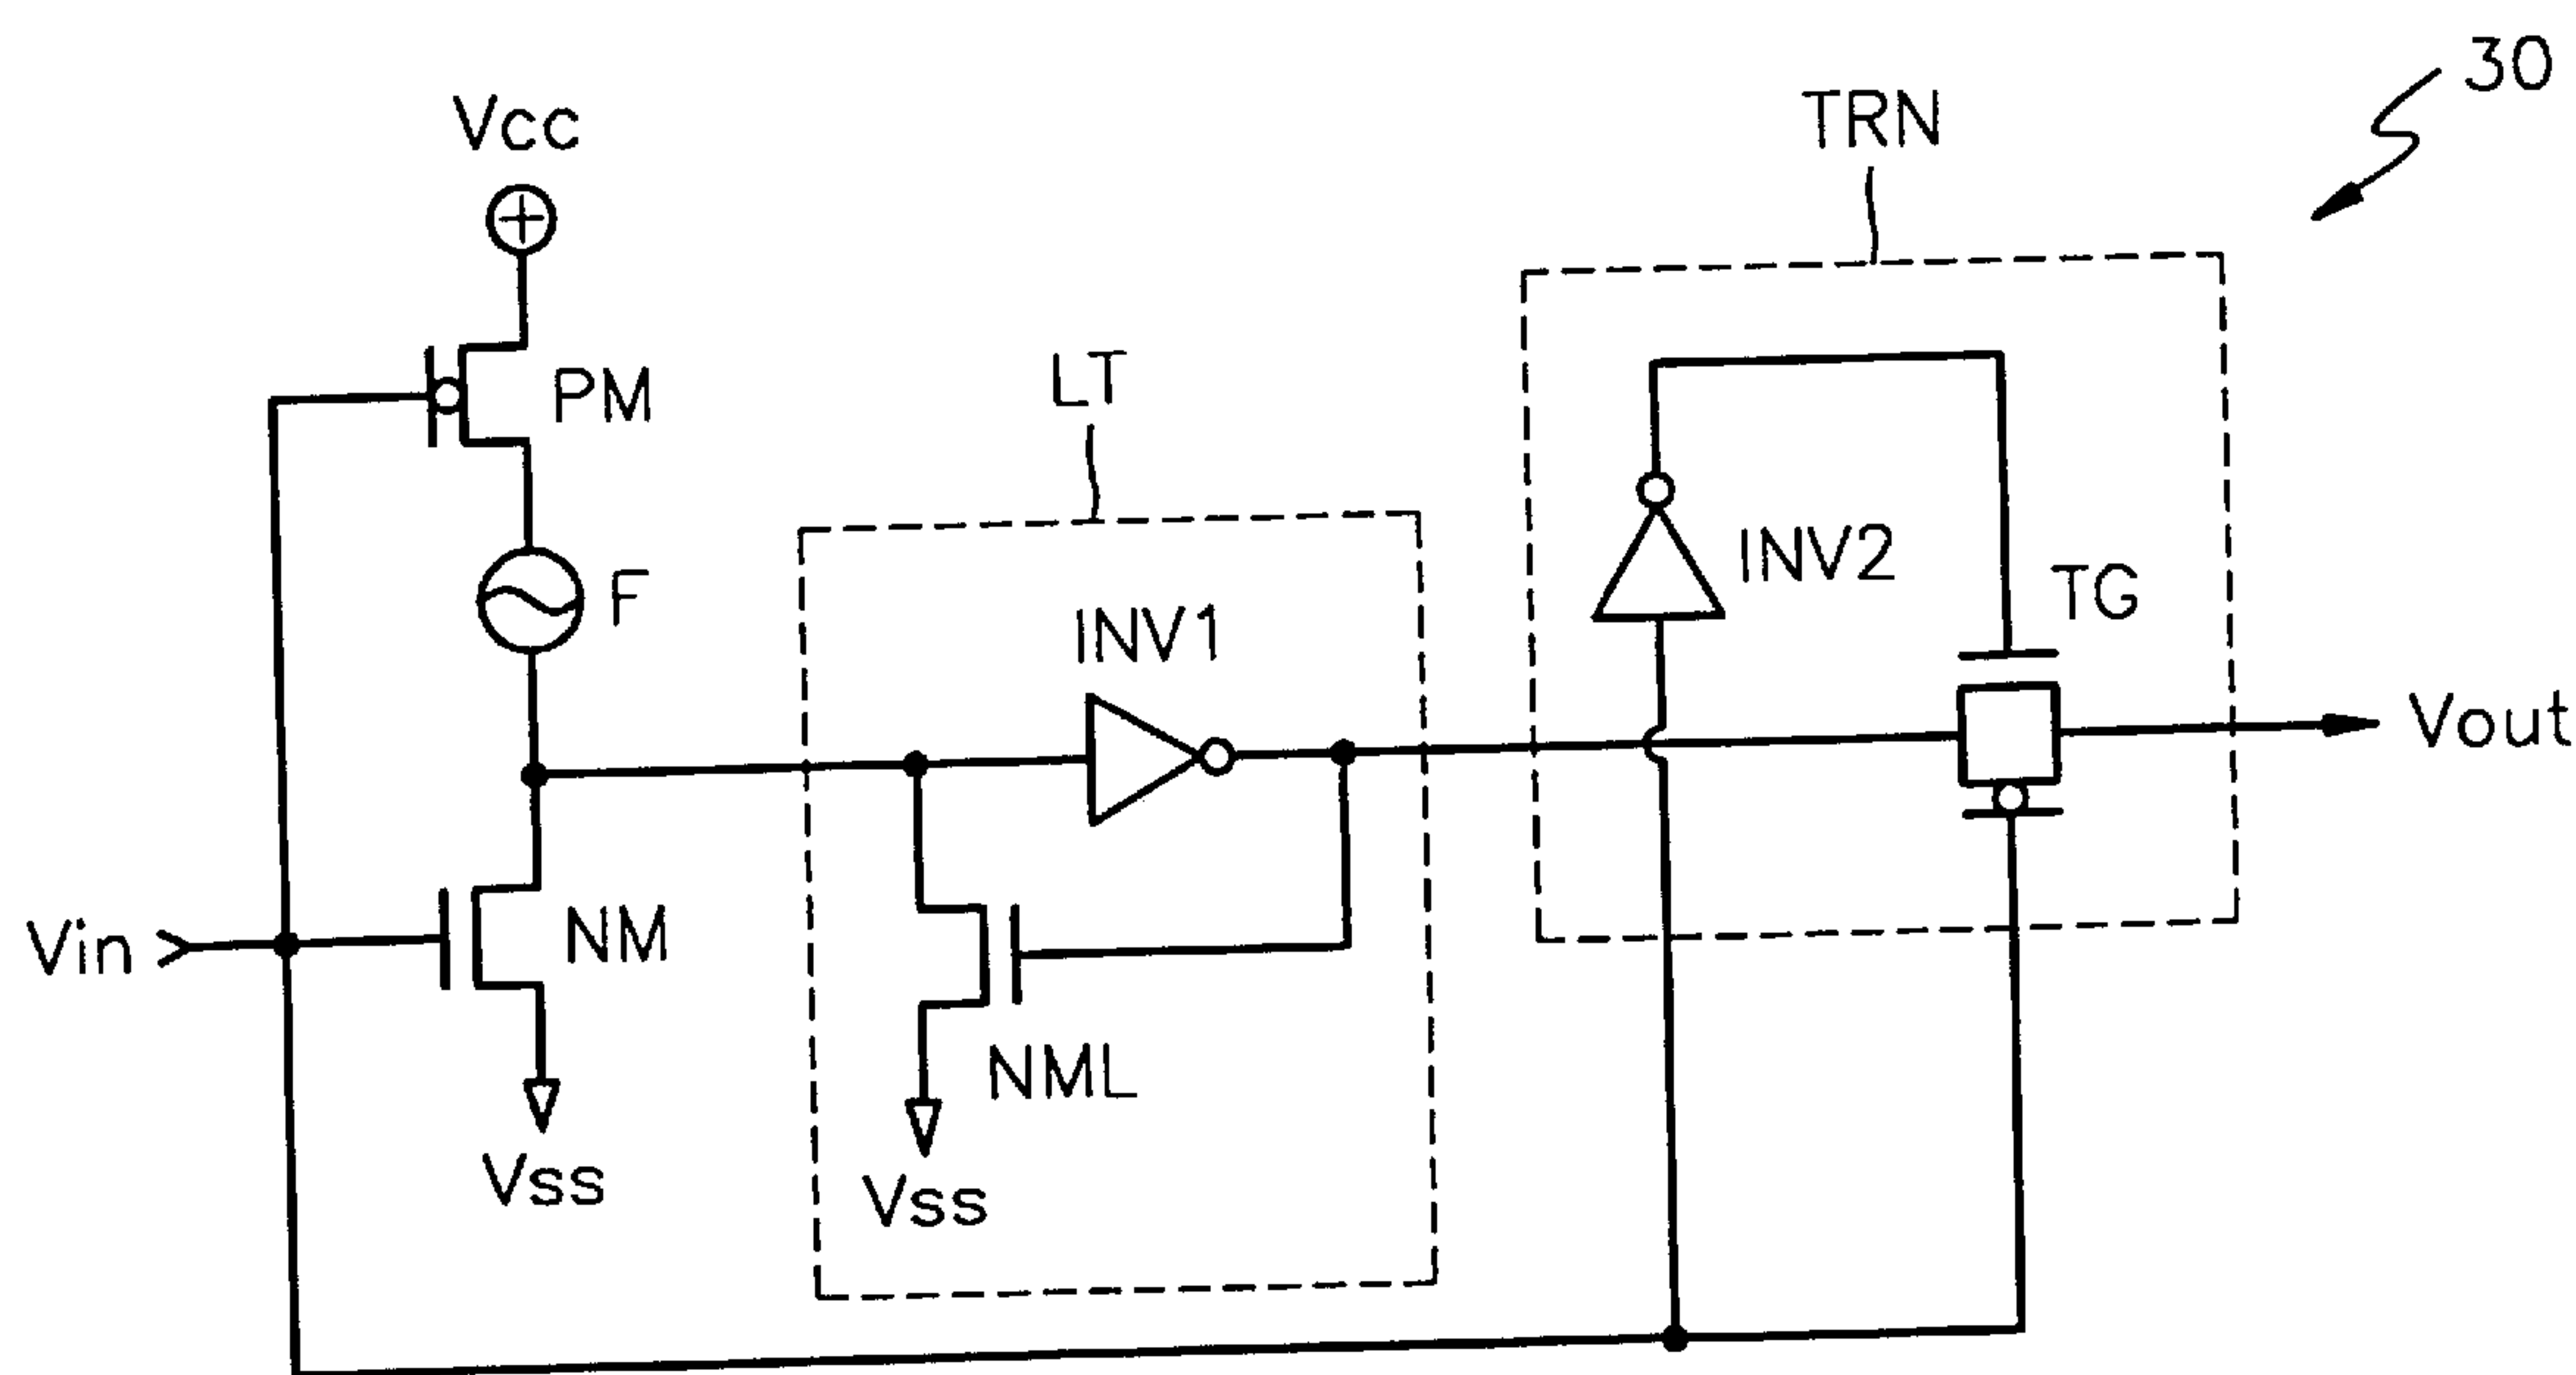 30
TRN
Vcc
PM
LT
INV2
F
TG
INV1
Vout
NM
Vin
NML
Vss
Vss